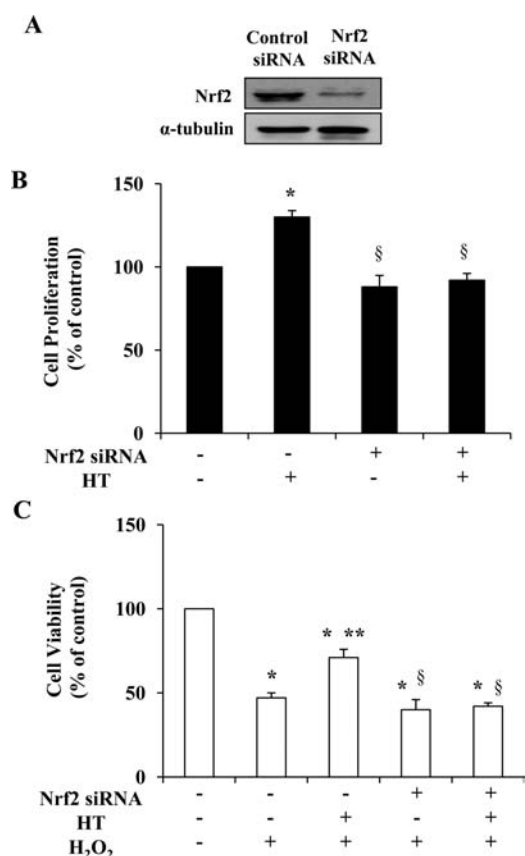 A
Control Nrf2
siRNA siRNA
Nrf2
α-tubulin
B
Cell Proliferation
(% of control)
150
100
50
0
*
§
§
Nrf2 siRNA - - + +
HT - + - +
C
Cell Viability
(% of control)
150
100
50
0
*
* **
* §
* §
Nrf2 siRNA - - - + +
HT - - + - +
H₂O₂ - + + + +